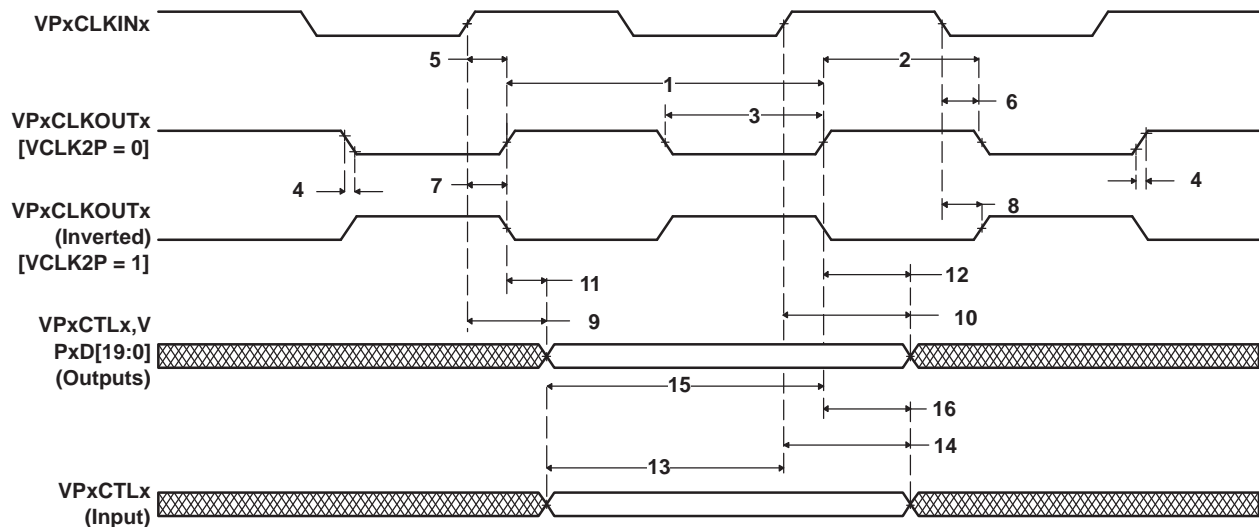 VPxCLKINx
5
2
1
6
3
VPxCLKOUTx
[VCLK2P = 0]
4
7
4
VPxCLKOUTx
(Inverted)
[VCLK2P = 1]
8
11
12
9
10
VPxCTLx,V
PxD[19:0]
(Outputs)
15
16
14
13
VPxCTLx
(Input)